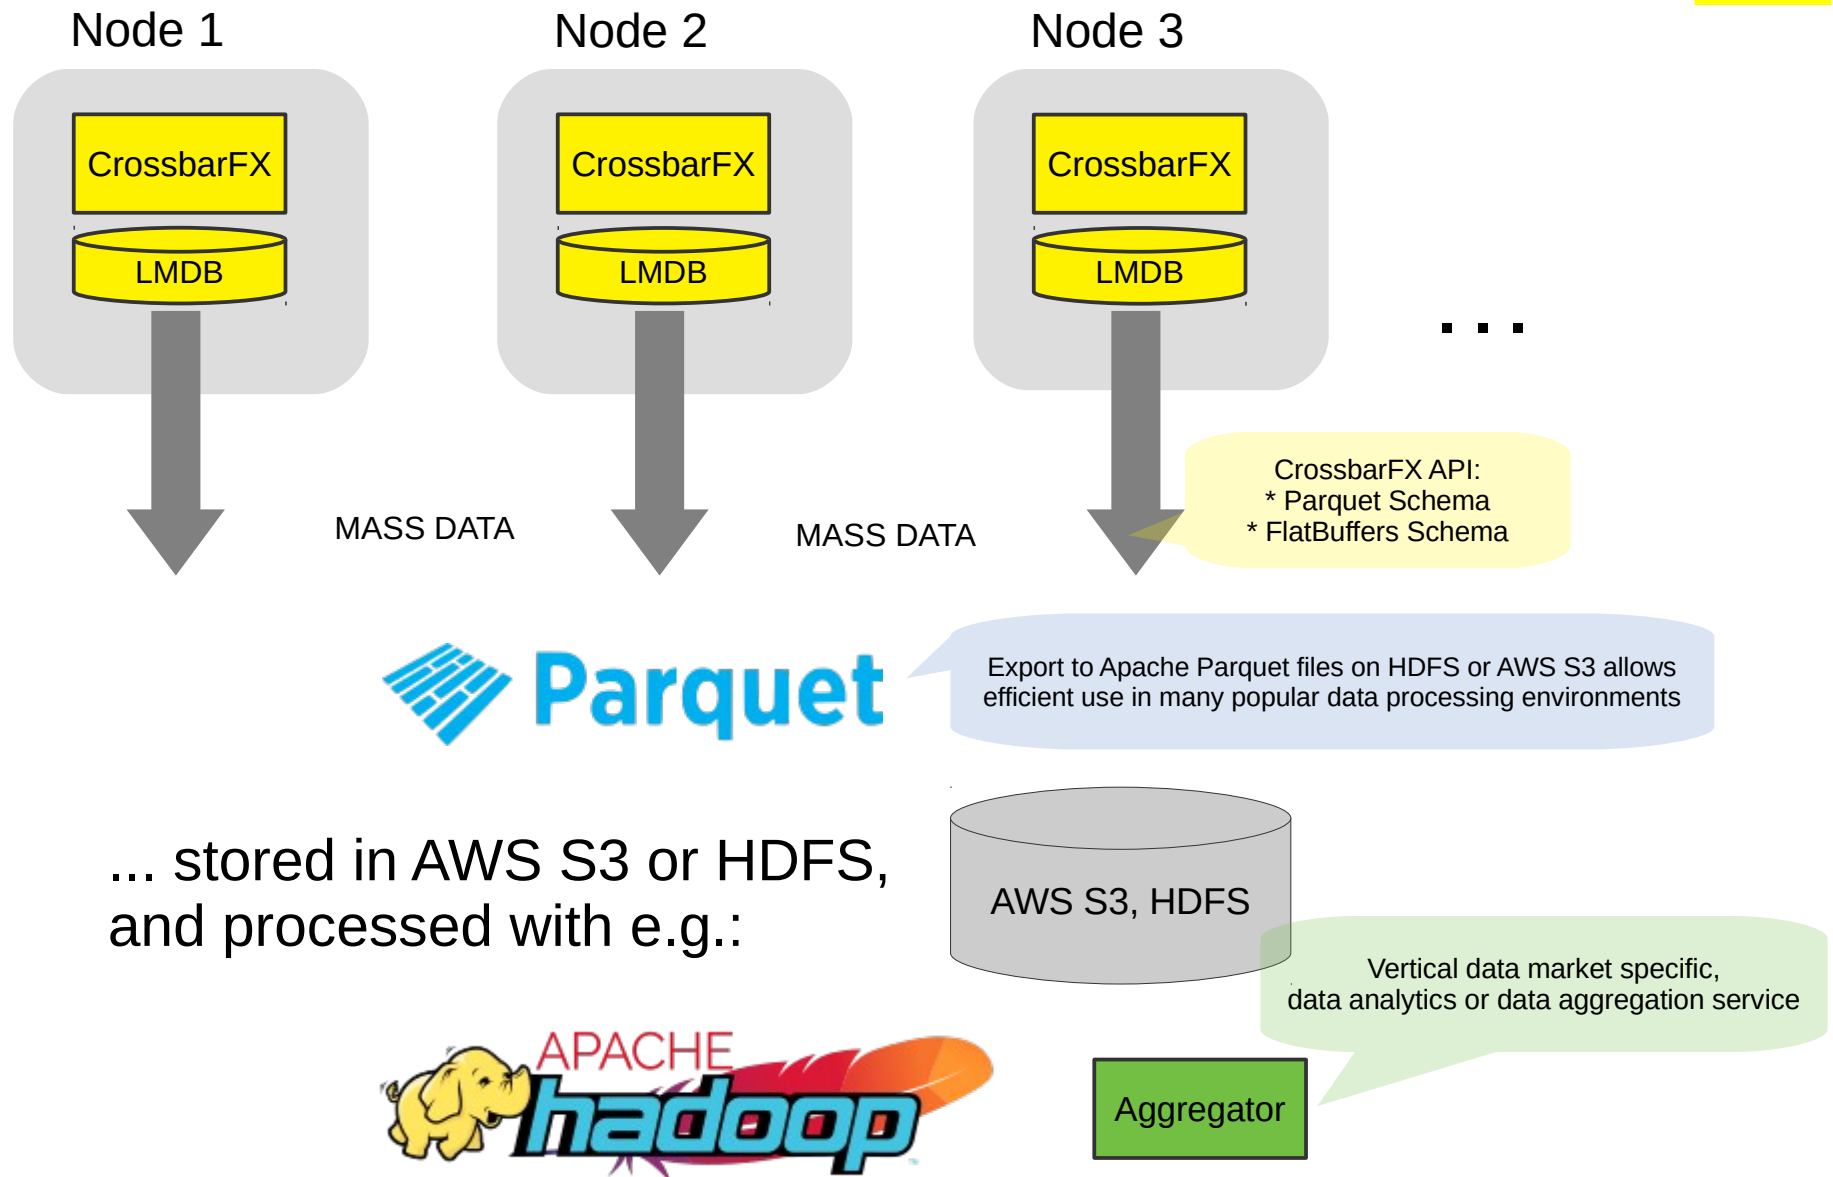 Node 1
Node 2
Node 3
CrossbarFX
CrossbarFX
CrossbarFX
LMDB
LMDB
LMDB
. . .
CrossbarFX API:
* Parquet Schema
* FlatBuffers Schema
MASS DATA
MASS DATA
Parquet
Export to Apache Parquet files on HDFS or AWS S3 allows
efficient use in many popular data processing environments
... stored in AWS S3 or HDFS,
and processed with e.g.:
AWS S3, HDFS
Vertical data market specific,
data analytics or data aggregation service
APACHE
hadoop
Aggregator